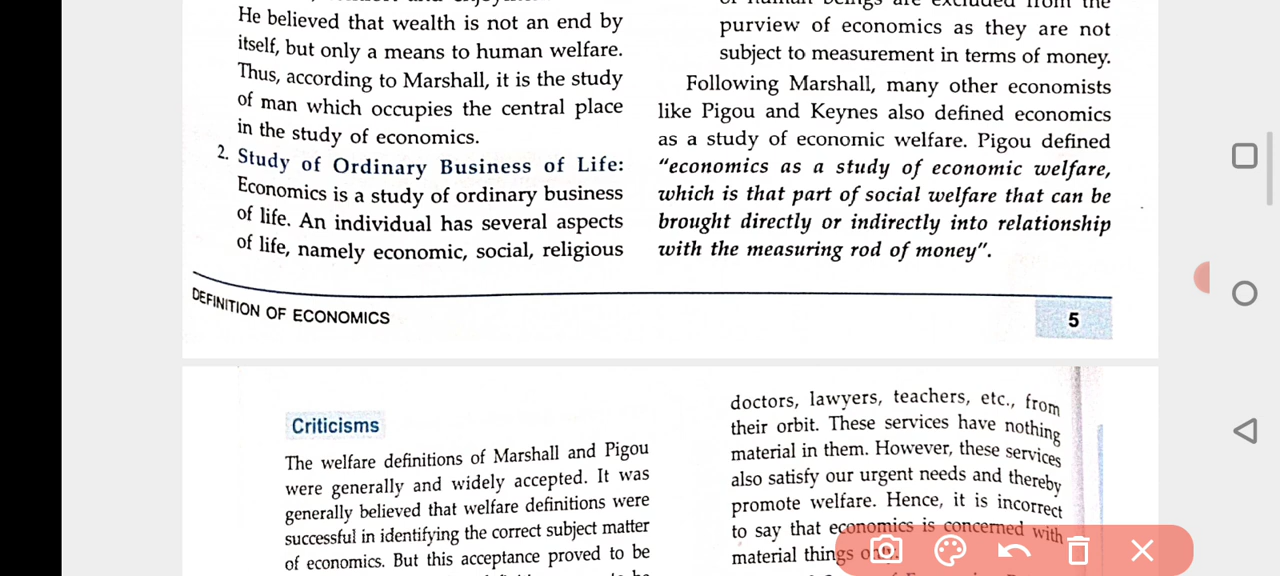 He believed that wealth is not an end by
itself, but only a means to human welfare.
Thus, according to Marshall, it is the study
of man which occupies the central place
in the study of economics.
2. Study of Ordinary Business of Life:
Economics is a study of ordinary business
of life. An individual has several aspects
of life, namely economic, social, religious
of human beings are excluded from the
purview of economics as they are not
subject to measurement in terms of money.
Following Marshall, many other economists
like Pigou and Keynes also defined economics
as a study of economic welfare. Pigou defined
“economics as a study of economic welfare,
which is that part of social welfare that can be
brought directly or indirectly into relationship
with the measuring rod of money”.
DEFINITION OF ECONOMICS
5
Criticisms
The welfare definitions of Marshall and Pigou
were generally and widely accepted. It was
generally believed that welfare definitions were
successful in identifying the correct subject matter
of economics. But this acceptance proved to be
doctors, lawyers, teachers, etc., from
their orbit. These services have nothing
material in them. However, these services
also satisfy our urgent needs and thereby
promote welfare. Hence, it is incorrect
to say that economics is concerned with
material things only.